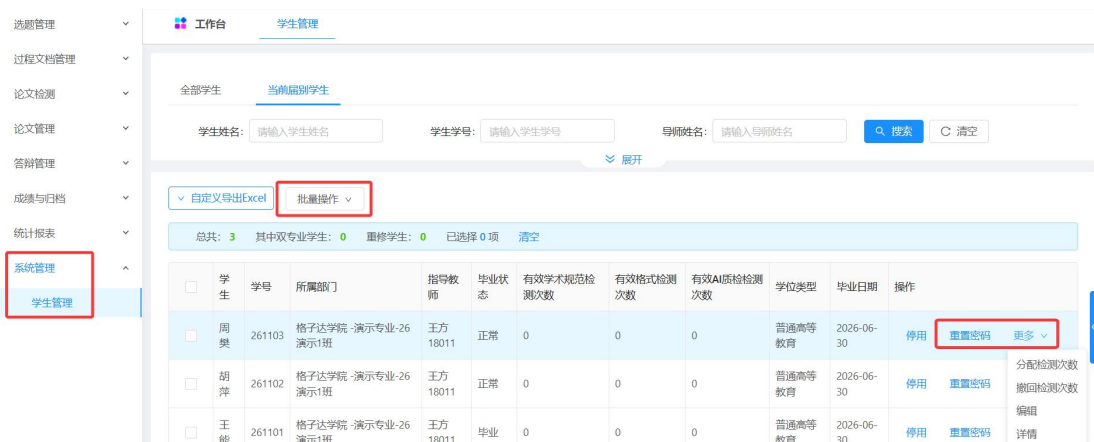 选题管理
过程文档管理
论文检测
论文管理
答辩管理
成绩与归档
统计报表
系统管理
学生管理
工作台 学生管理
全部学生 当前届别学生
学生姓名： 请输入学生姓名 学生学号： 请输入学生学号 导师姓名： 请输入导师姓名 搜索 清空
展开
自定义导出Excel 批量操作
总共： 3 其中双专业学生： 0 重修学生： 0 已选择 0 项 清空
学 指导教 毕业状 有效学术规范检 有效格式检测 有效AI质检检测
生 学号 所属部门 师 态 测次数 次数 次数 学位类型 毕业日期 操作
周 格子达学院 -演示专业-26 王方 普通高等 2026-06-
樊 261103 演示1班 18011 正常 0 0 0 教育 30 停用 重置密码 更多
胡 格子达学院 -演示专业-26 王方 普通高等 2026-06-
萍 261102 演示1班 18011 正常 0 0 0 教育 30 停用 重置密码
王 格子达学院 -演示专业-26 王方 普通高等 2026-06-
能 261101 演示1班 18011 毕业 0 0 0 教育 30 停用 重置密码
分配检测次数
撤回检测次数
编辑
详情